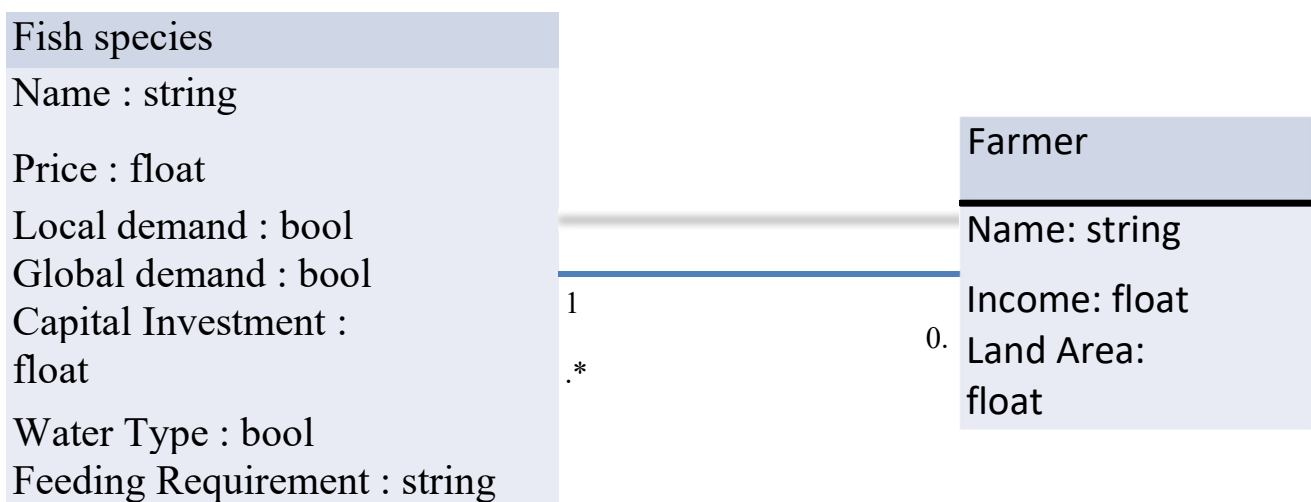 Fish species
Name : string
Price : float
Local demand : bool
Global demand : bool
Capital Investment :
float
Water Type : bool
Feeding Requirement : string
1
.*
0.
Farmer
Name: string
Income: float
Land Area:
float